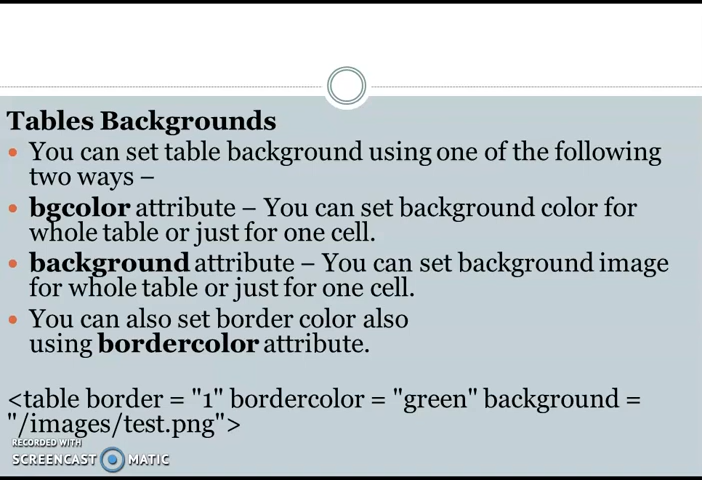 Tables Backgrounds
• You can set table background using one of the following
two ways –
• bgcolor attribute – You can set background color for
whole table or just for one cell.
• background attribute – You can set background image
for whole table or just for one cell.
• You can also set border color also
using bordercolor attribute.
<table border = "1" bordercolor = "green" background =
"/images/test.png">
RECORDED WITH
SCREENCAST MATIC